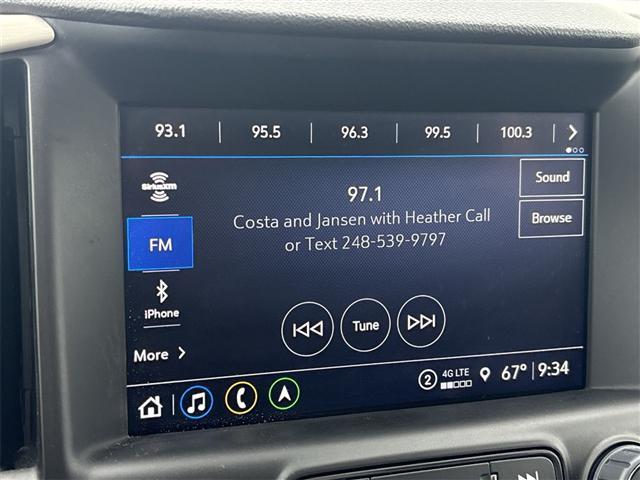 93.1 95.5 96.3 99.5 100.3
SiriusXM
97.1
Sound
Costa and Jansen with Heather Call
or Text 248-539-9797
Browse
FM
iPhone
Tune
More
2 4G LTE 67° 9:34